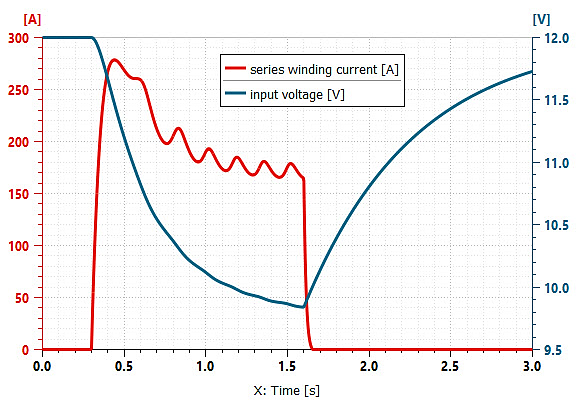 [A] [V]
300 12.0
series winding current [A]
input voltage [V]
250 11.5
200 11.0
150 10.5
100
50 10.0
0 9.5
0.0 0.5 1.0 1.5 2.0 2.5 3.0
X: Time [s]